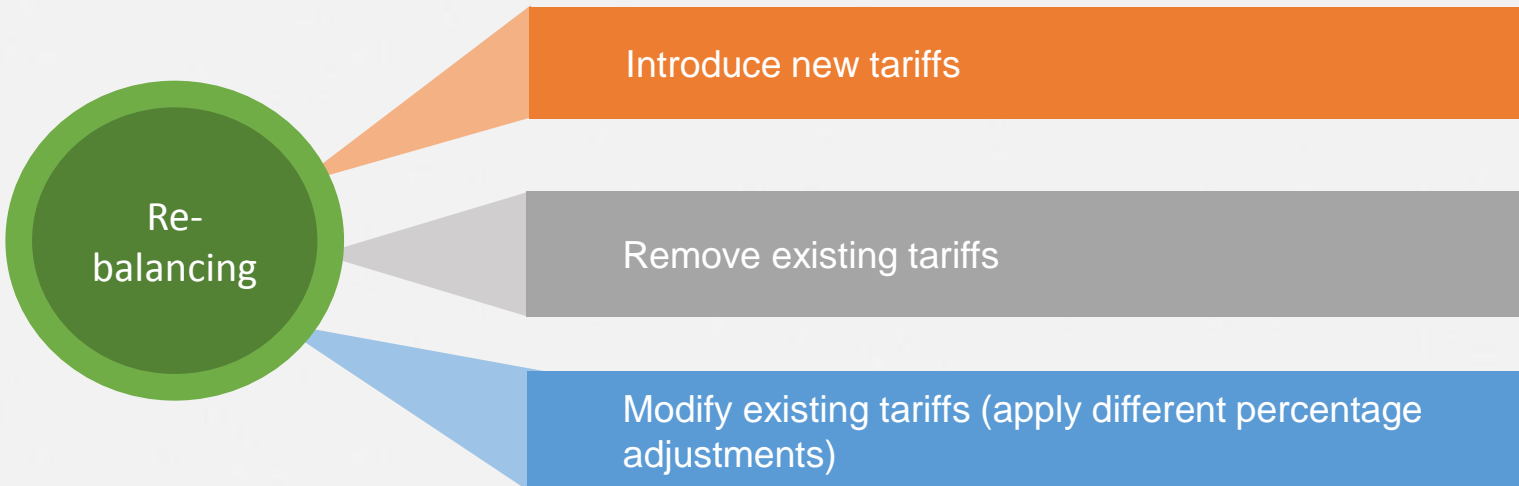 Re-
balancing
Introduce new tariffs
Remove existing tariffs
Modify existing tariffs (apply different percentage
adjustments)